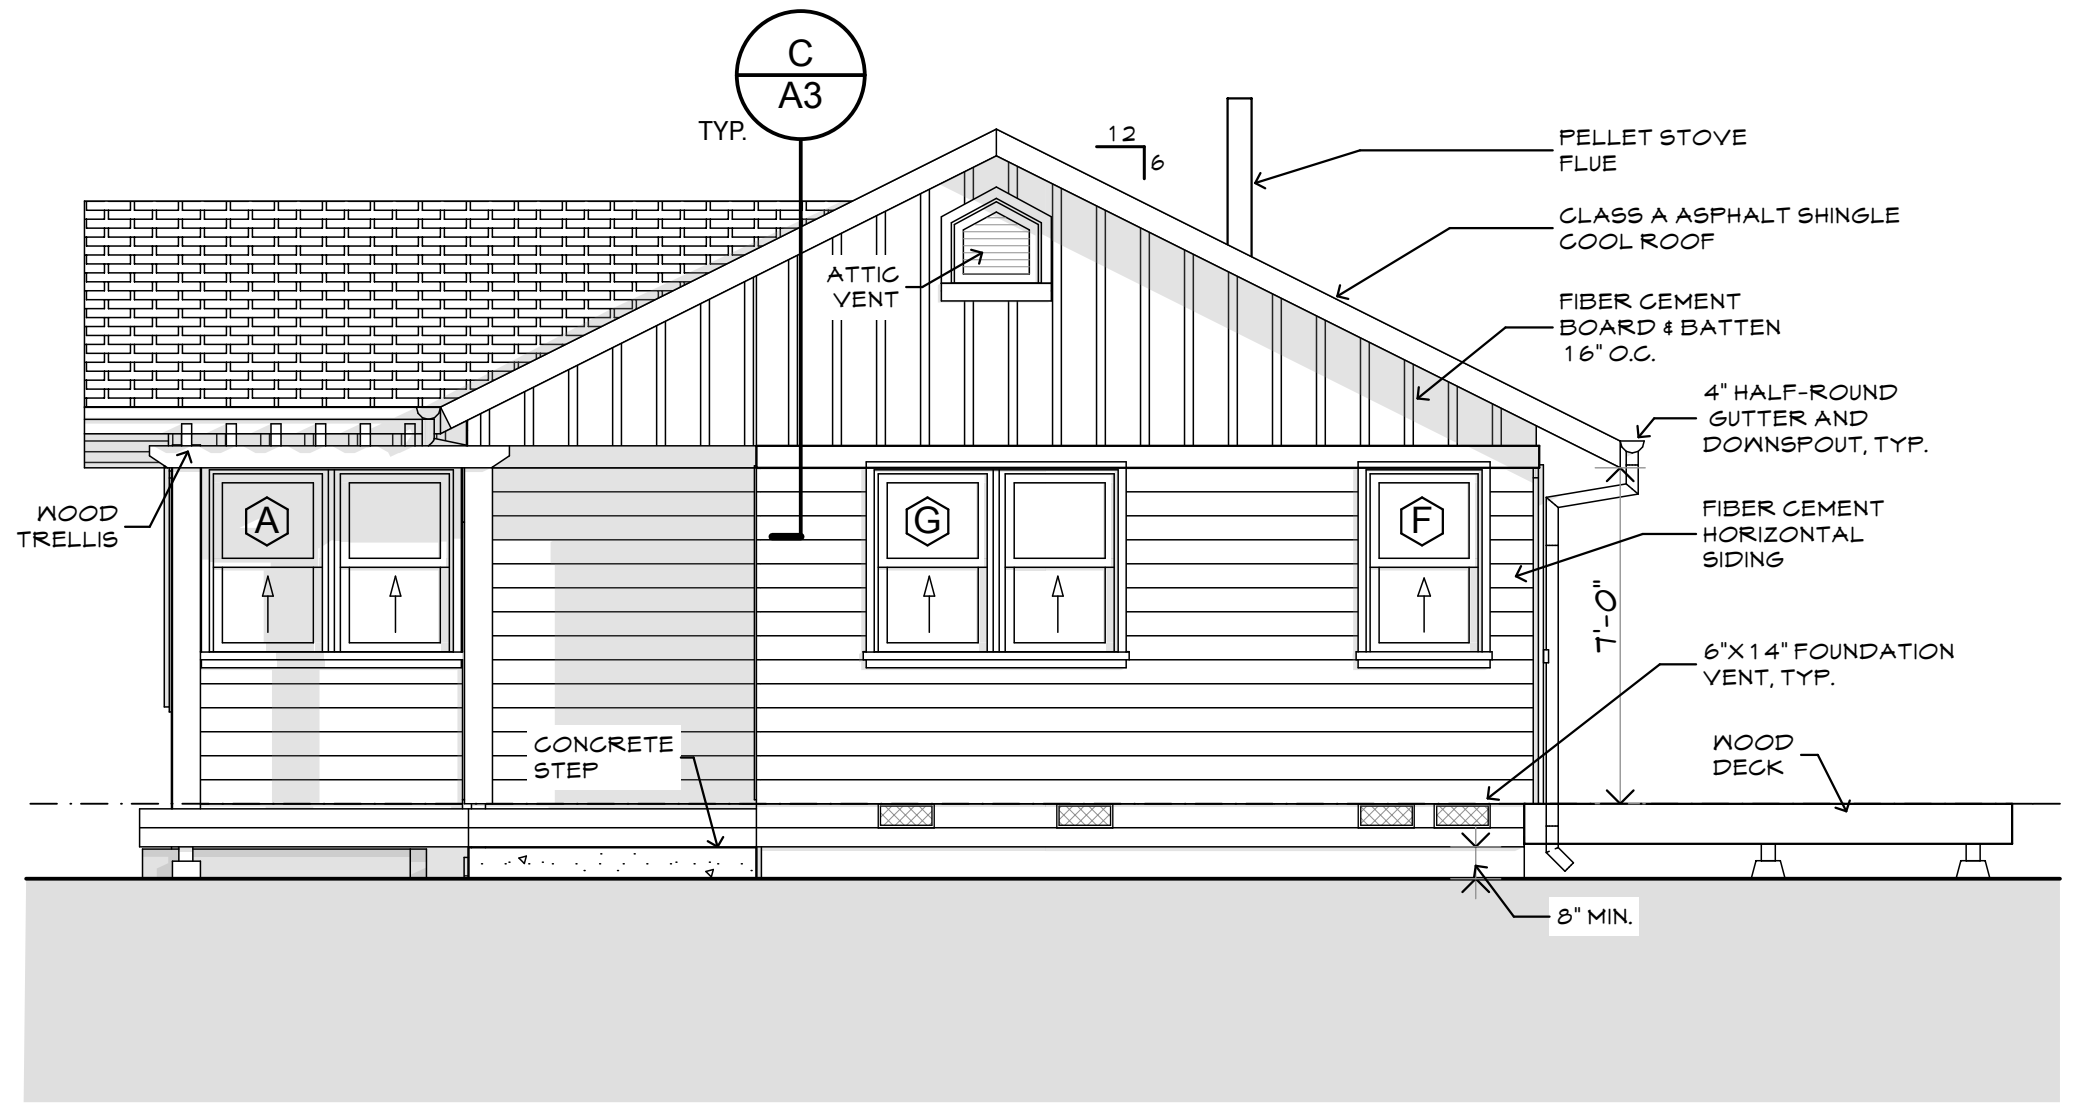 C
A3
TYP.
12
6
PELLET STOVE
FLUE
CLASS A ASPHALT SHINGLE
COOL ROOF
ATTIC
VENT
FIBER CEMENT
BOARD & BATTEN
16" O.C.
4" HALF-ROUND
GUTTER AND
DOWNSPOUT, TYP.
WOOD
TRELLIS
A
G
F
FIBER CEMENT
HORIZONTAL
SIDING
7'-0"
6"X14" FOUNDATION
VENT, TYP.
CONCRETE
STEP
WOOD
DECK
8" MIN.